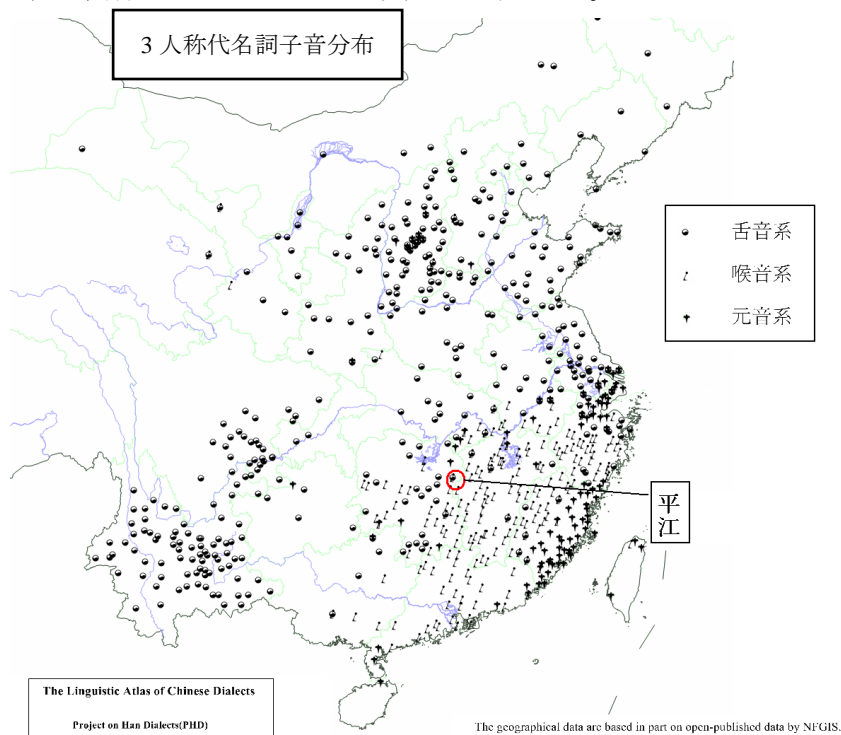 3 人称代名詞子音分布
舌音系
喉音系
元音系
平江
The Linguistic Atlas of Chinese Dialects
Project on Han Dialects(PHD)
The geographical data are based in part on open-published data by NFGIS.